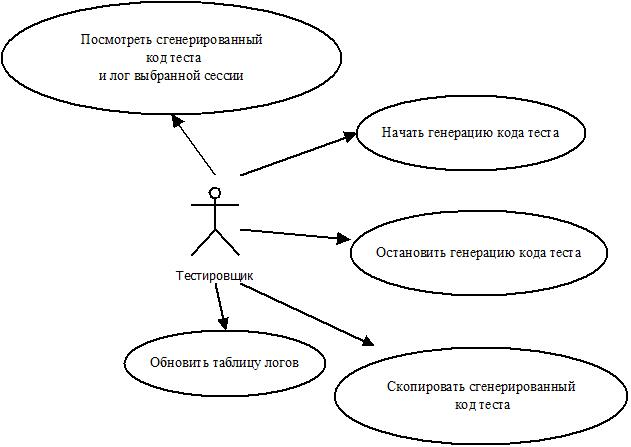 Посмотреть сгенерированный
код теста
и лог выбранной сессии
Начать генерацию кода теста
Остановить генерацию кода теста
Тестировщик
Обновить таблицу логов
Скопировать сгенерированный
код теста